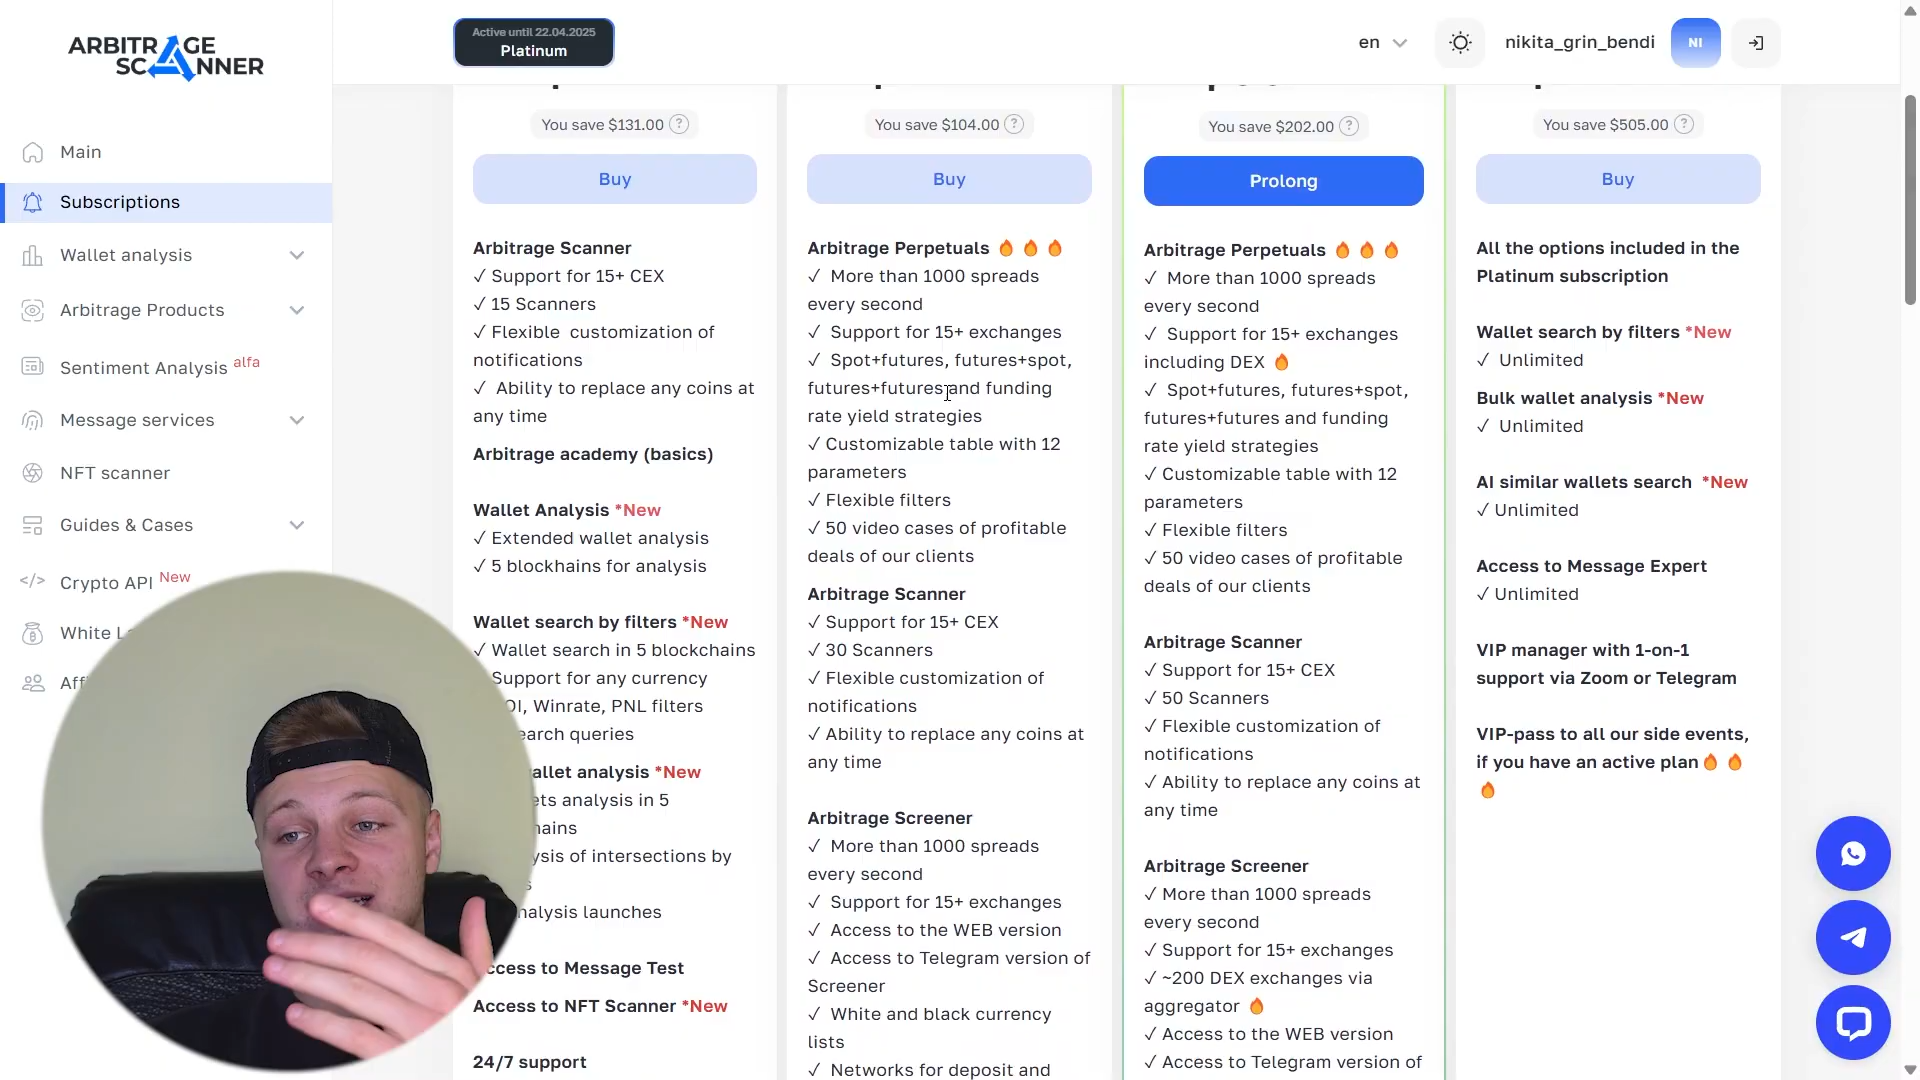 ARBITRAGE
SCANNER
Active until 22.04.2025
Platinum
en
nikita_grin_bendi
NI
Main
Subscriptions
Wallet analysis
Arbitrage Products
Sentiment Analysis alfa
Message services
NFT scanner
Guides & Cases
Crypto API New
White
You save $131.00 ?
Buy
Arbitrage Scanner
✓ Support for 15+ CEX
✓ 15 Scanners
✓ Flexible customization of
notifications
✓ Ability to replace any coins at
any time
Arbitrage academy (basics)
Wallet Analysis *New
✓ Extended wallet analysis
✓ 5 blockhains for analysis
Wallet search by filters *New
✓ Wallet search in 5 blockchains
Support for any currency
OI, Winrate, PNL filters
earch queries
allet analysis *New
ets analysis in 5
hains
ysis of intersections by
s
nalysis launches
ccess to Message Test
Access to NFT Scanner *New
24/7 support
You save $104.00 ?
Buy
Arbitrage Perpetuals 🔥 🔥 🔥
✓ More than 1000 spreads
every second
✓ Support for 15+ exchanges
✓ Spot+futures, futures+spot,
futures+futures and funding
rate yield strategies
✓ Customizable table with 12
parameters
✓ Flexible filters
✓ 50 video cases of profitable
deals of our clients
Arbitrage Scanner
✓ Support for 15+ CEX
✓ 30 Scanners
✓ Flexible customization of
notifications
✓ Ability to replace any coins at
any time
Arbitrage Screener
✓ More than 1000 spreads
every second
✓ Support for 15+ exchanges
✓ Access to the WEB version
✓ Access to Telegram version of
Screener
✓ White and black currency
lists
✓ Networks for deposit and
You save $202.00 ?
Prolong
Arbitrage Perpetuals 🔥 🔥 🔥
✓ More than 1000 spreads
every second
✓ Support for 15+ exchanges
including DEX 🔥
✓ Spot+futures, futures+spot,
futures+futures and funding
rate yield strategies
✓ Customizable table with 12
parameters
✓ Flexible filters
✓ 50 video cases of profitable
deals of our clients
Arbitrage Scanner
✓ Support for 15+ CEX
✓ 50 Scanners
✓ Flexible customization of
notifications
✓ Ability to replace any coins at
any time
Arbitrage Screener
✓ More than 1000 spreads
every second
✓ Support for 15+ exchanges
✓ ~200 DEX exchanges via
aggregator 🔥
✓ Access to the WEB version
✓ Access to Telegram version of
You save $505.00 ?
Buy
All the options included in the
Platinum subscription
Wallet search by filters *New
✓ Unlimited
Bulk wallet analysis *New
✓ Unlimited
AI similar wallets search *New
✓ Unlimited
Access to Message Expert
✓ Unlimited
VIP manager with 1-on-1
support via Zoom or Telegram
VIP-pass to all our side events,
if you have an active plan 🔥 🔥
🔥